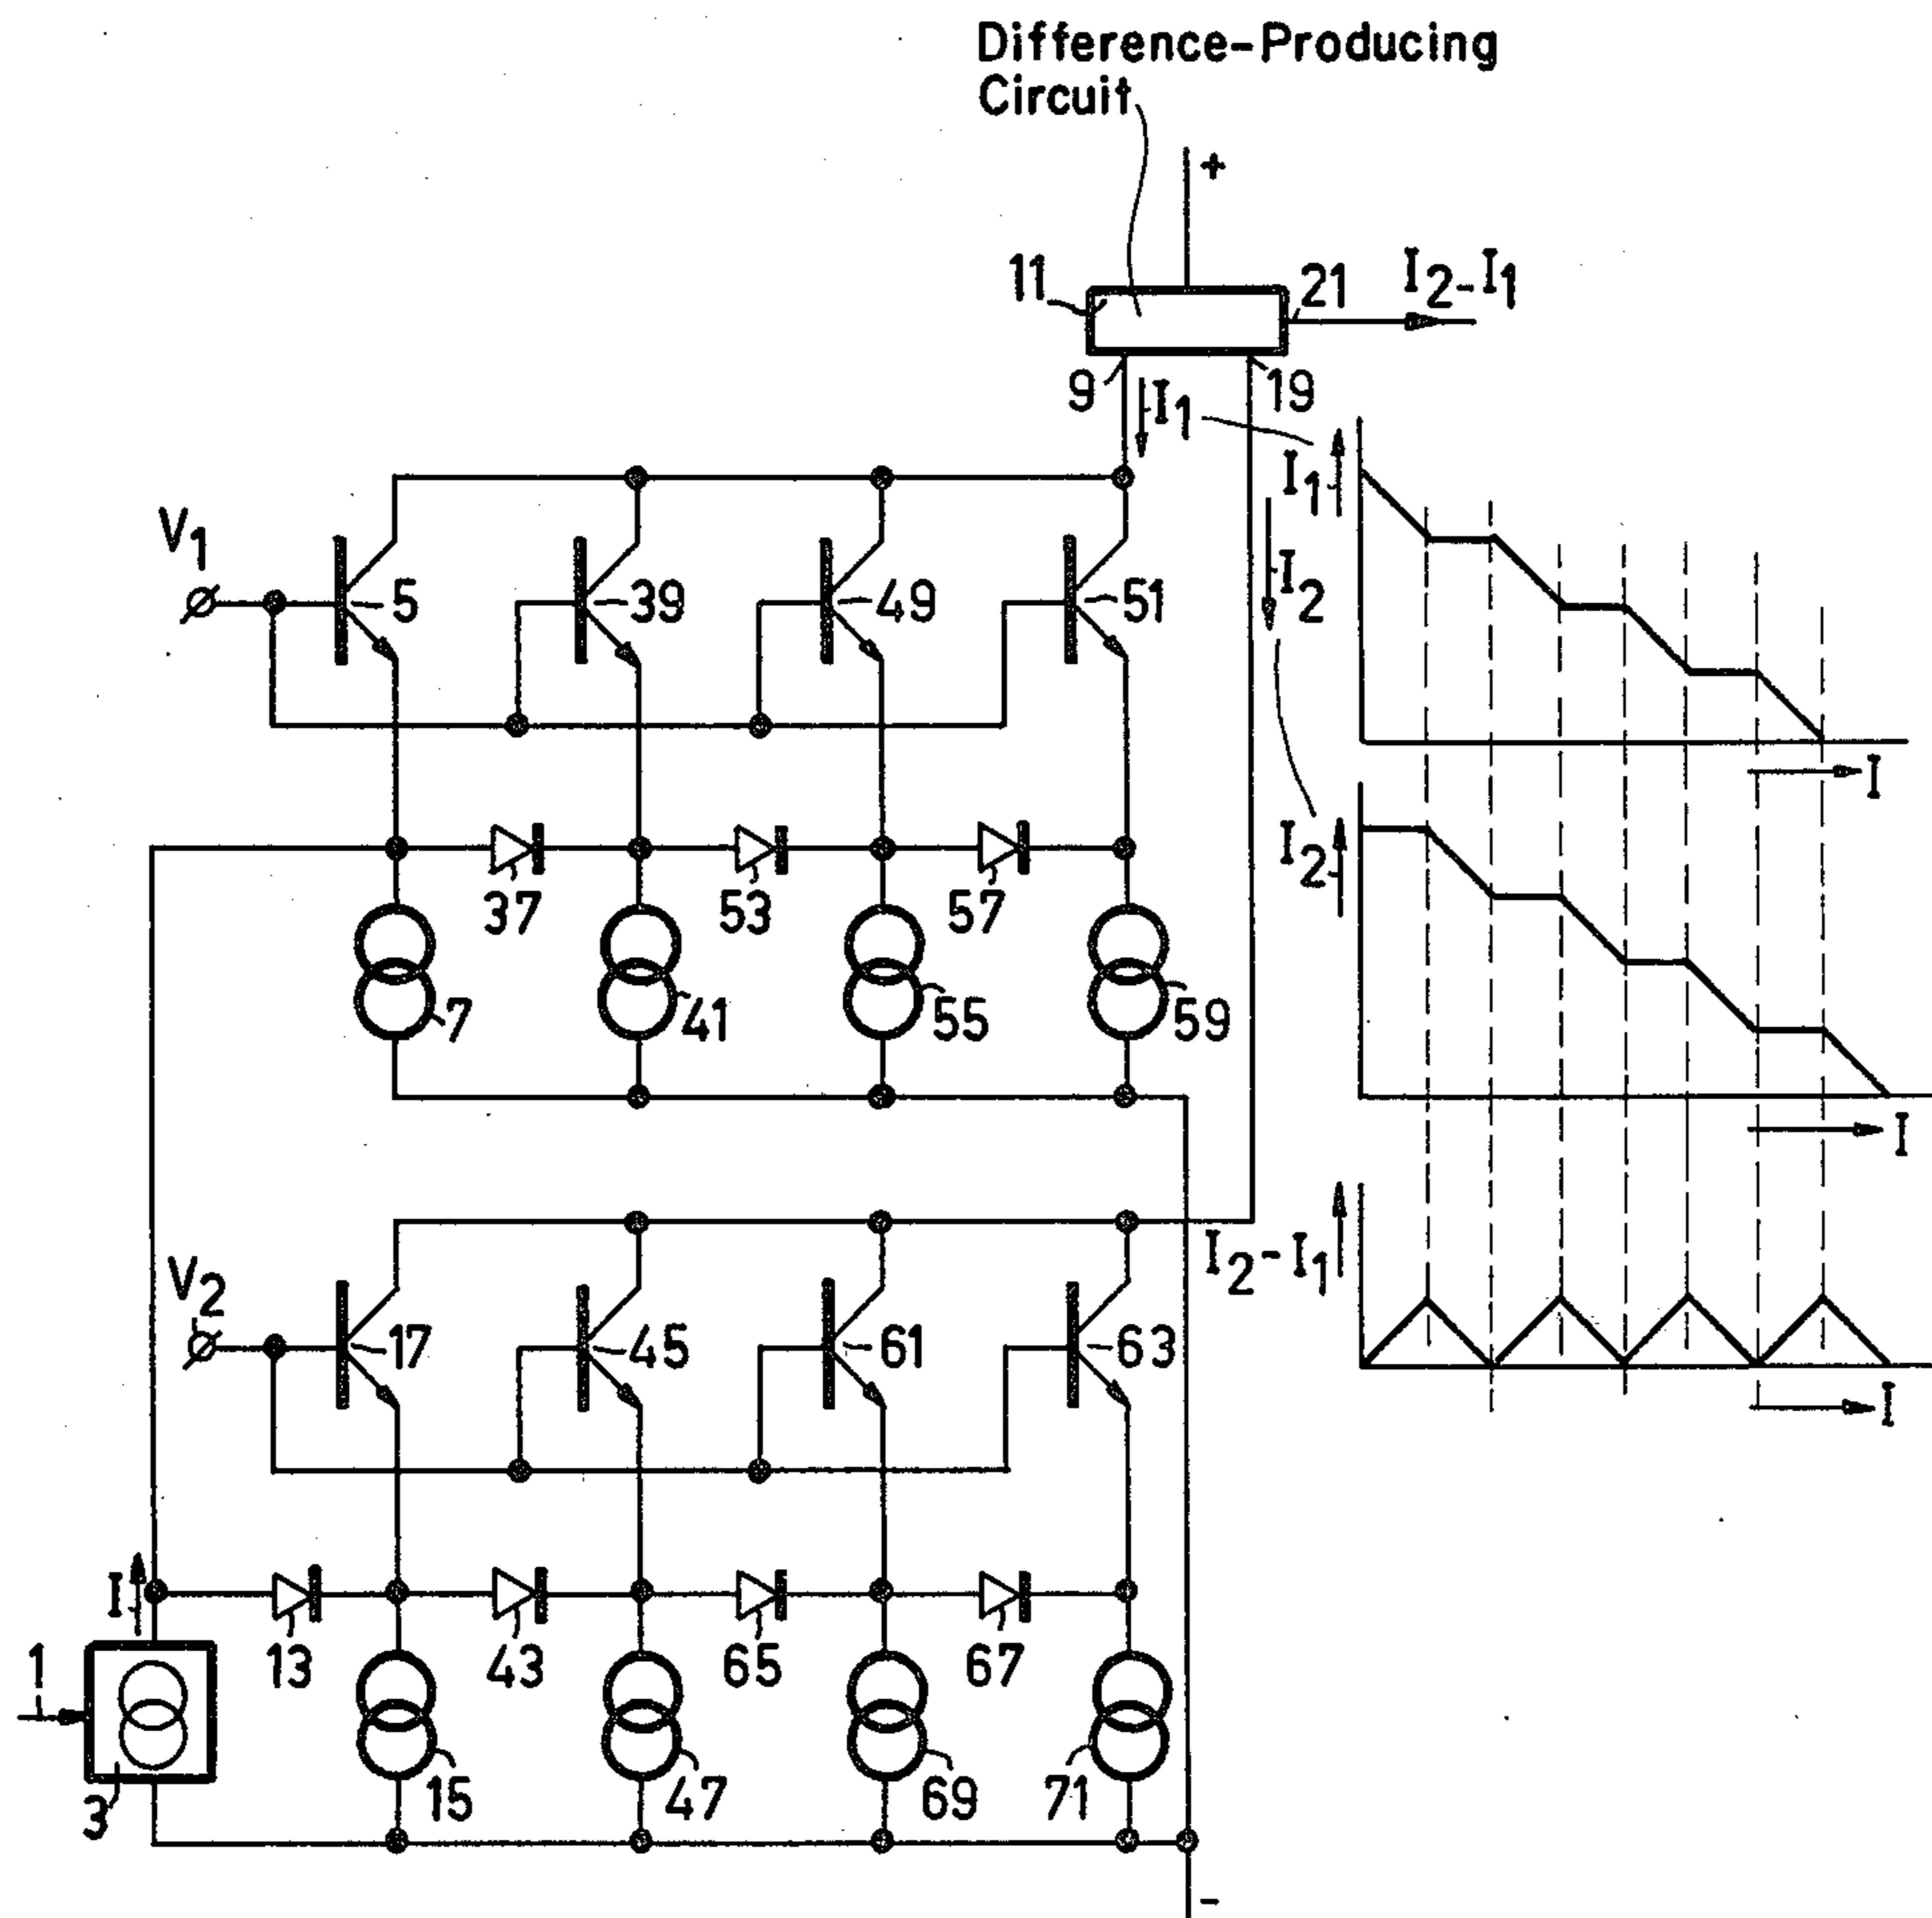 Difference-Producing
Circuit
+
11
21
I2-I1
9
I1
19
I1
V1
5
39
49
51
I2
I
37
53
57
I2
7
41
55
59
I
V2
17
45
61
63
I2-I1
I
I
1
13
43
65
67
3
15
47
69
71
-